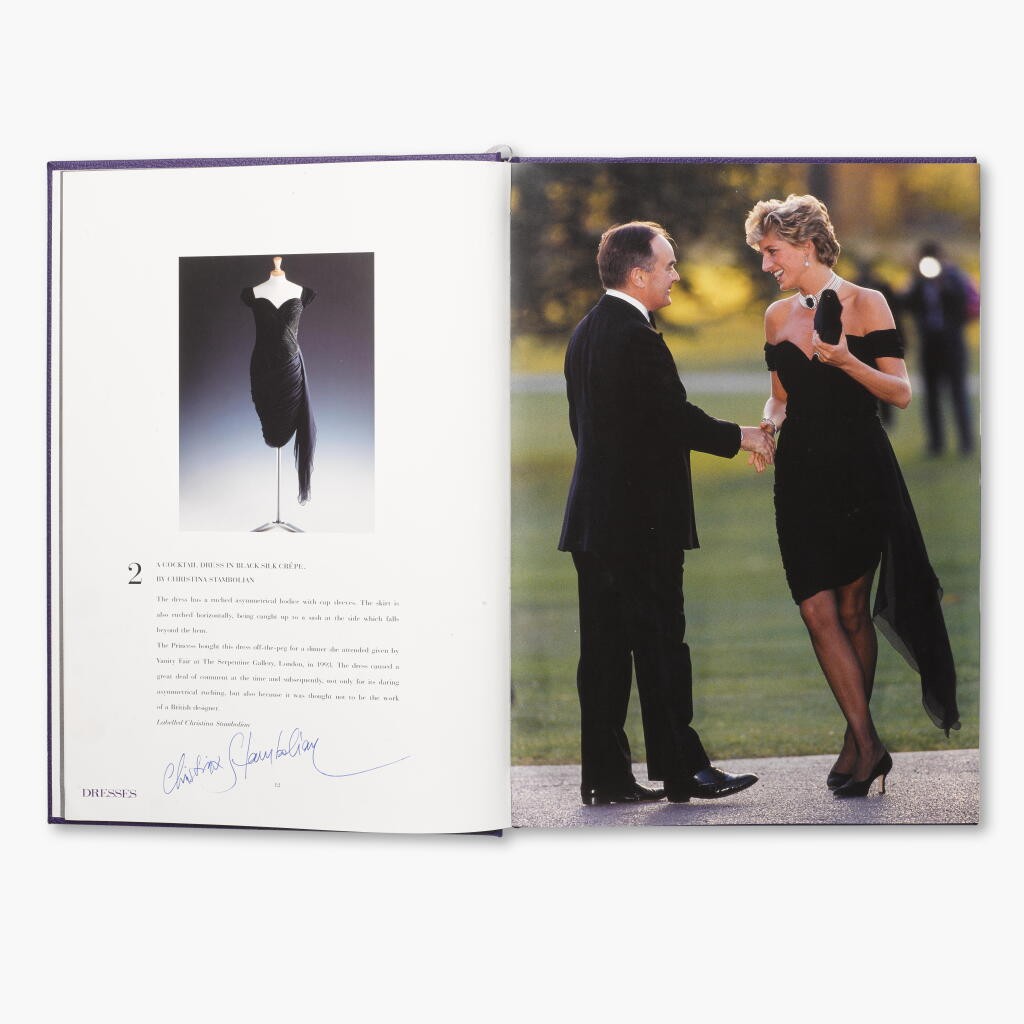 2
A COCKTAIL DRESS IN BLACK SILK CRÊPE.
BY CHRISTINA STAMBOLIAN
The dress has a ruched asymmetrical bodice with cap sleeves. The skirt is
also ruched horizontally, being caught up to a sash at the side which falls
beyond the hem.
The Princess bought this dress off-the-peg for a dinner she attended given by
Vanity Fair at The Serpentine Gallery, London, in 1993. The dress caused a
great deal of comment at the time and subsequently, not only for its daring
asymmetrical ruching, but also because it was thought not to be the work
of a British designer.
Labelled Christina Stambolian
Christina Stambolian
12
DRESSES